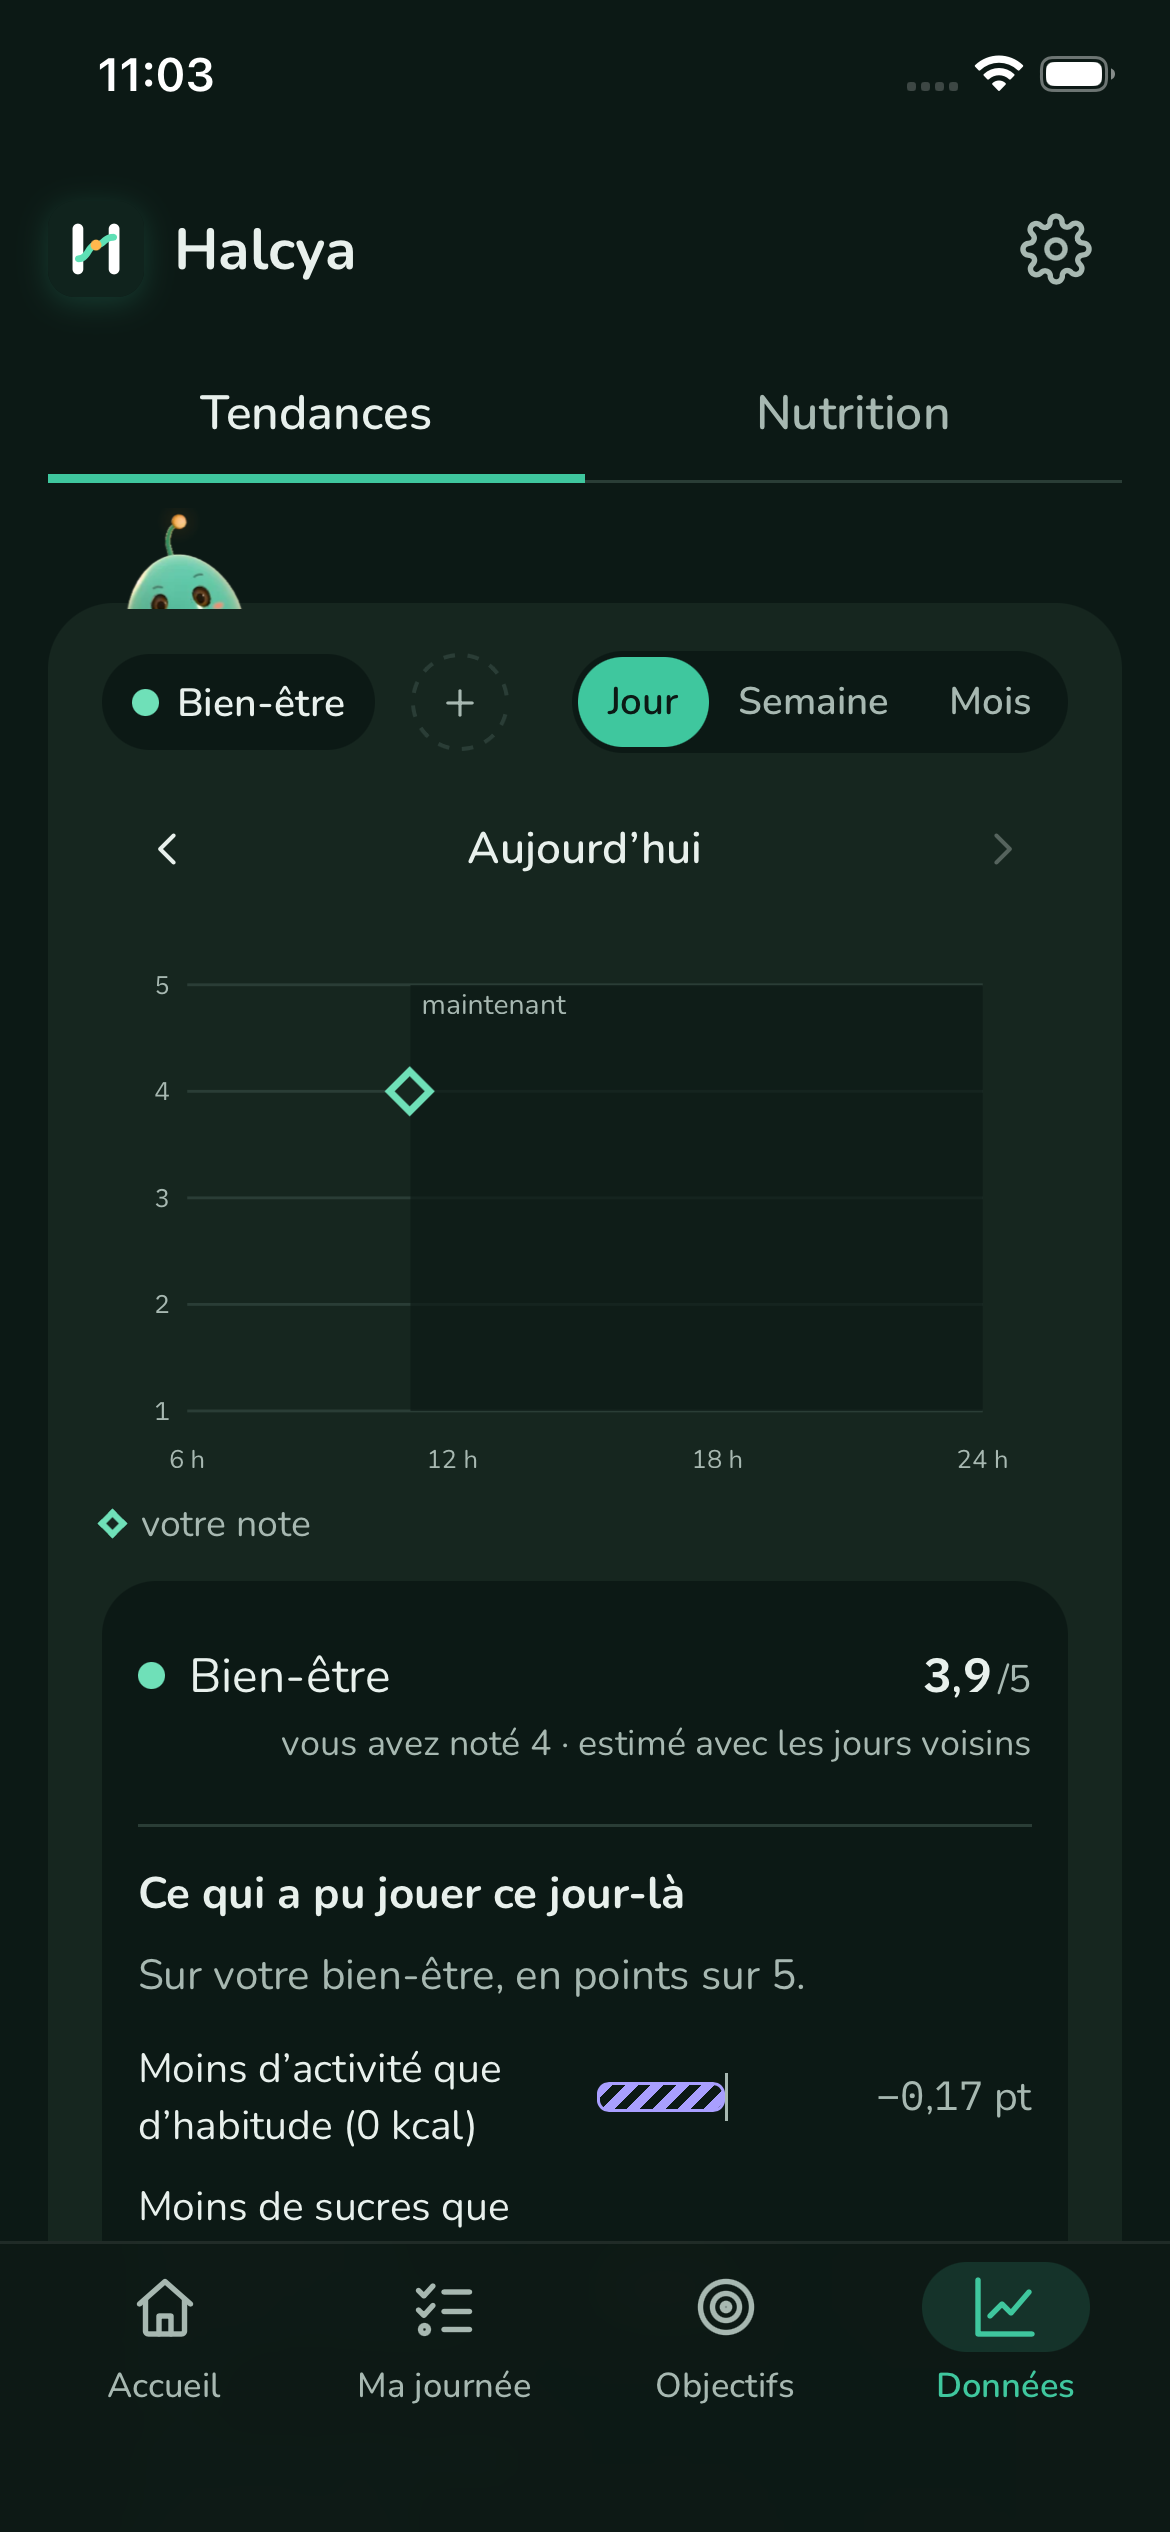 11:03
Halcya
Tendances
Nutrition
Bien-être
+
Jour
Semaine
Mois
Aujourd’hui
5
maintenant
4
3
2
1
6 h
12 h
18 h
24 h
votre note
Bien-être
3,9/5
vous avez noté 4 · estimé avec les jours voisins
Ce qui a pu jouer ce jour-là
Sur votre bien-être, en points sur 5.
Moins d’activité que
d’habitude (0 kcal)
−0,17 pt
Moins de sucres que
Accueil
Ma journée
Objectifs
Données